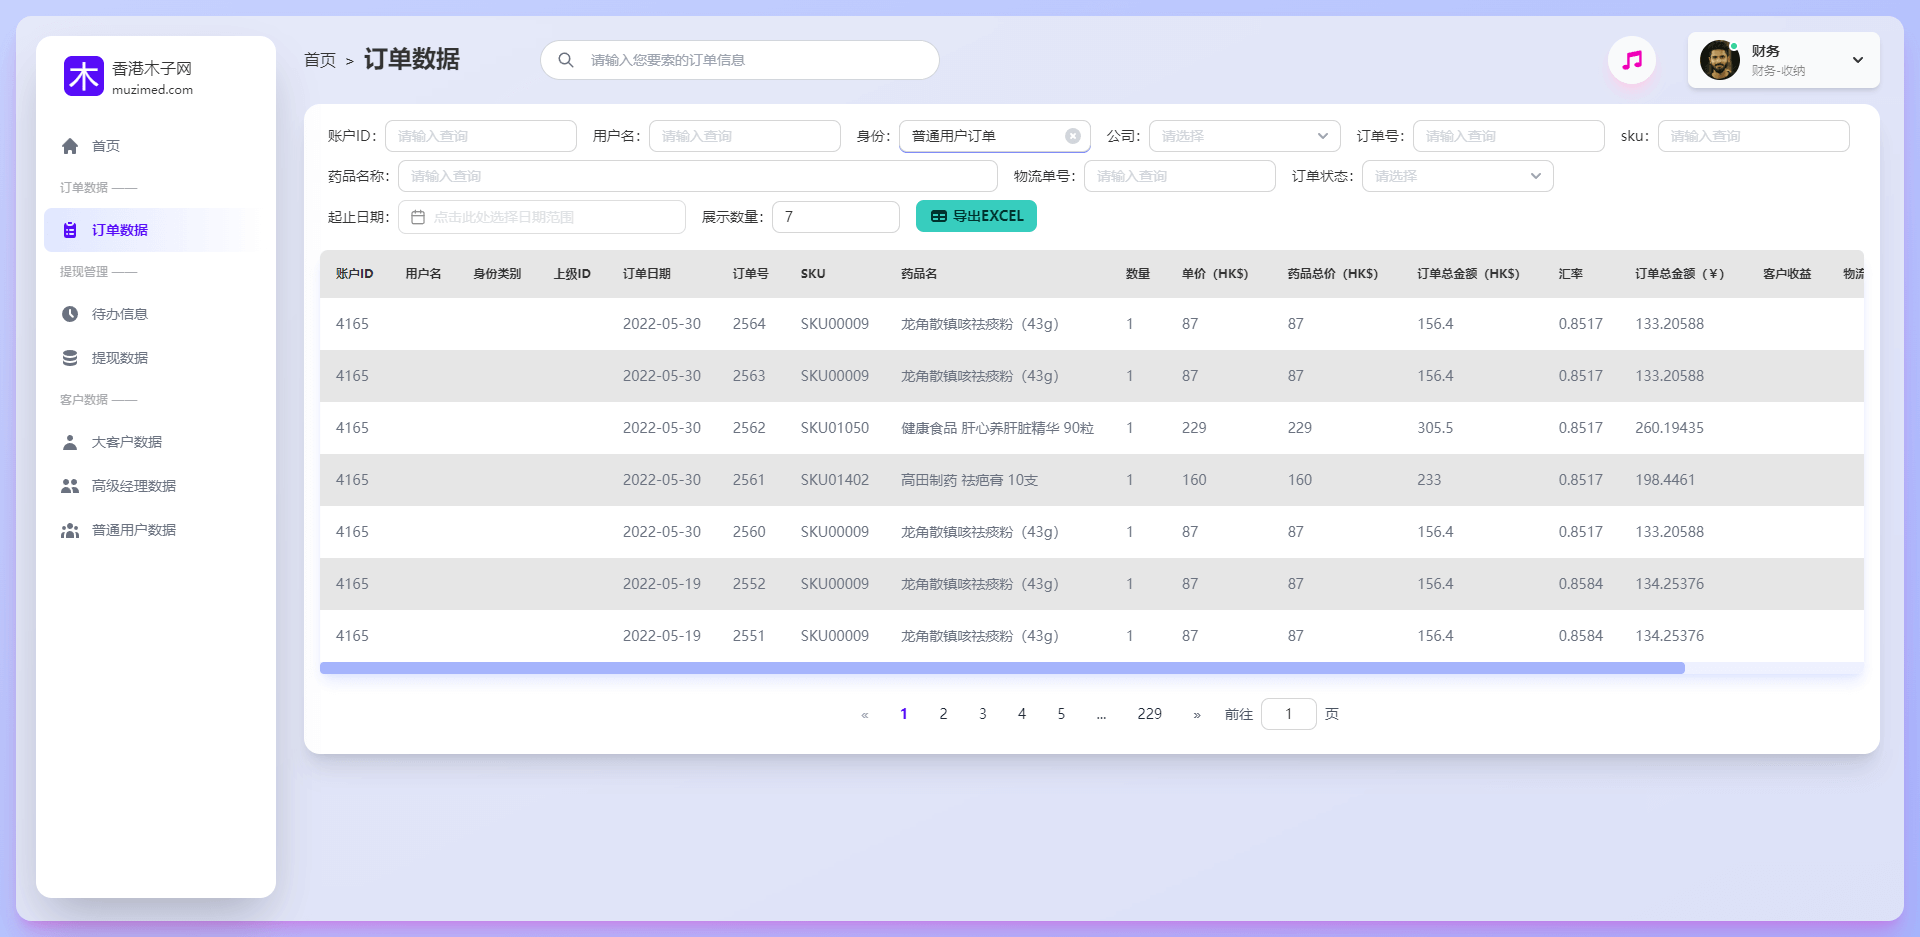 木
香港木子网
muzimed.com
首页
订单数据 ——
订单数据
提现管理 ——
待办信息
提现数据
客户数据 ——
大客户数据
高级经理数据
普通用户数据
首页 > 订单数据
请输入您要索的订单信息
财务
财务-收纳
账户ID: 请输入查询 用户名: 请输入查询 身份: 普通用户订单 公司: 请选择 订单号: 请输入查询 sku: 请输入查询
药品名称: 请输入查询 物流单号: 请输入查询 订单状态: 请选择
起止日期: 点击此处选择日期范围 展示数量: 7 导出EXCEL
账户ID 用户名 身份类别 上级ID 订单日期 订单号 SKU 药品名 数量 单价（HK$） 药品总价（HK$） 订单总金额（HK$） 汇率 订单总金额（￥） 客户收益 物流
4165 2022-05-30 2564 SKU00009 龙角散镇咳祛痰粉（43g） 1 87 87 156.4 0.8517 133.20588
4165 2022-05-30 2563 SKU00009 龙角散镇咳祛痰粉（43g） 1 87 87 156.4 0.8517 133.20588
4165 2022-05-30 2562 SKU01050 健康食品 肝心养肝脏精华 90粒 1 229 229 305.5 0.8517 260.19435
4165 2022-05-30 2561 SKU01402 高田制药 祛疤膏 10支 1 160 160 233 0.8517 198.4461
4165 2022-05-30 2560 SKU00009 龙角散镇咳祛痰粉（43g） 1 87 87 156.4 0.8517 133.20588
4165 2022-05-19 2552 SKU00009 龙角散镇咳祛痰粉（43g） 1 87 87 156.4 0.8584 134.25376
4165 2022-05-19 2551 SKU00009 龙角散镇咳祛痰粉（43g） 1 87 87 156.4 0.8584 134.25376
« 1 2 3 4 5 ... 229 » 前往 1 页